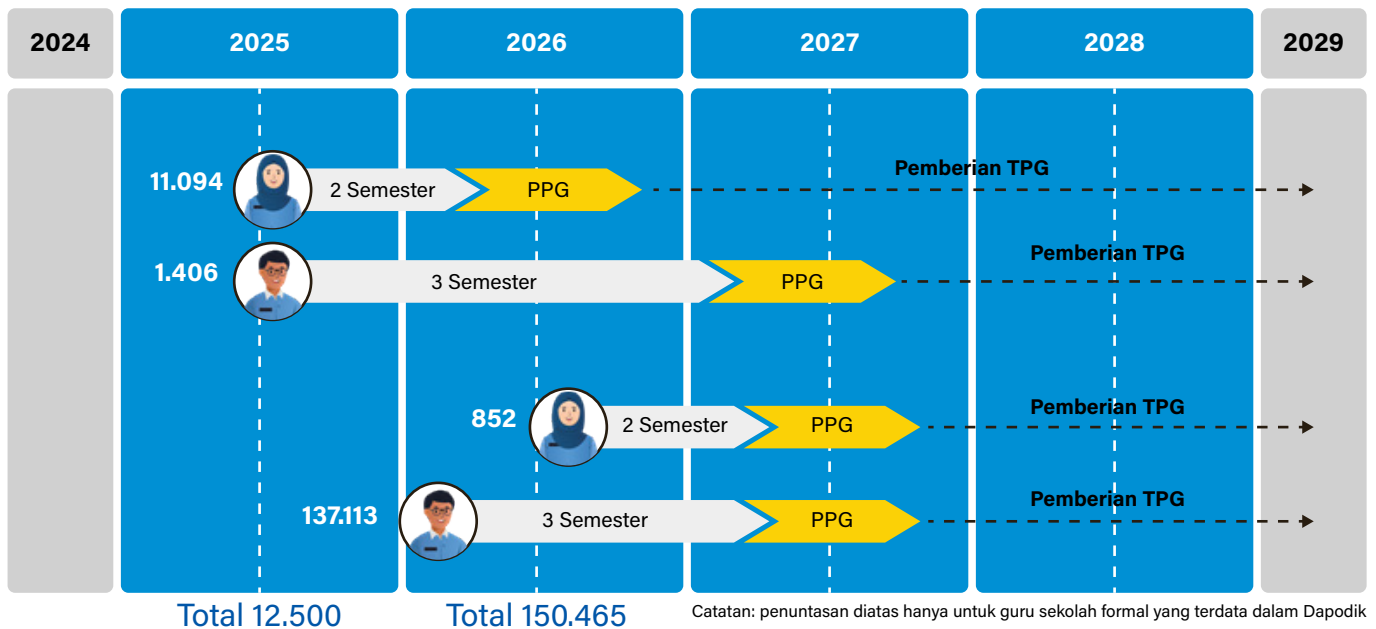 2024
2025
2026
2027
2028
2029
11.094
2 Semester
PPG
Pemberian TPG
1.406
3 Semester
PPG
Pemberian TPG
852
2 Semester
PPG
Pemberian TPG
137.113
3 Semester
PPG
Pemberian TPG
Total 12.500
Total 150.465
Catatan: penuntasan diatas hanya untuk guru sekolah formal yang terdata dalam Dapodik